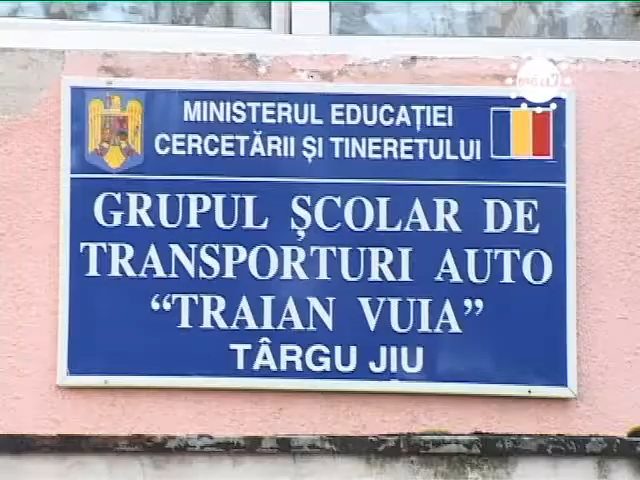 MINISTERUL EDUCAȚIEI
CERCETĂRII ȘI TINERETULUI
GRUPUL ȘCOLAR DE
TRANSPORTURI AUTO
“TRAIAN VUIA”
TÂRGU JIU